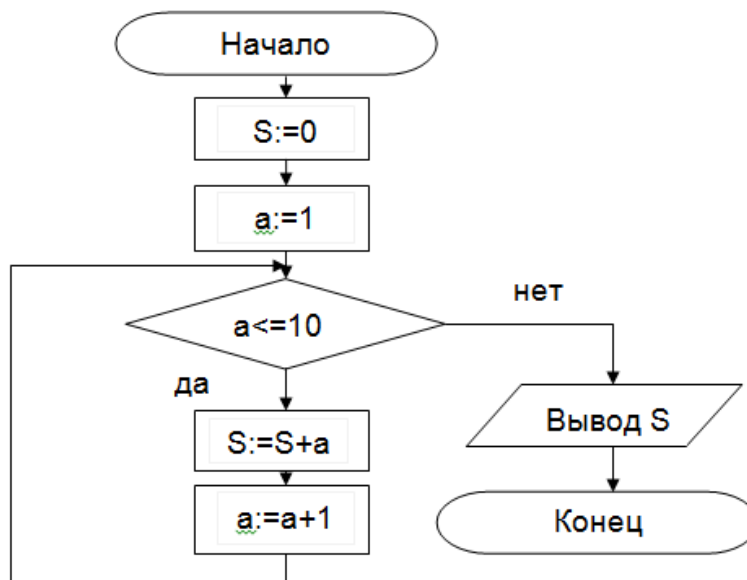 Начало
S:=0
a:=1
a<=10
нет
да
S:=S+a
Вывод S
a:=a+1
Конец